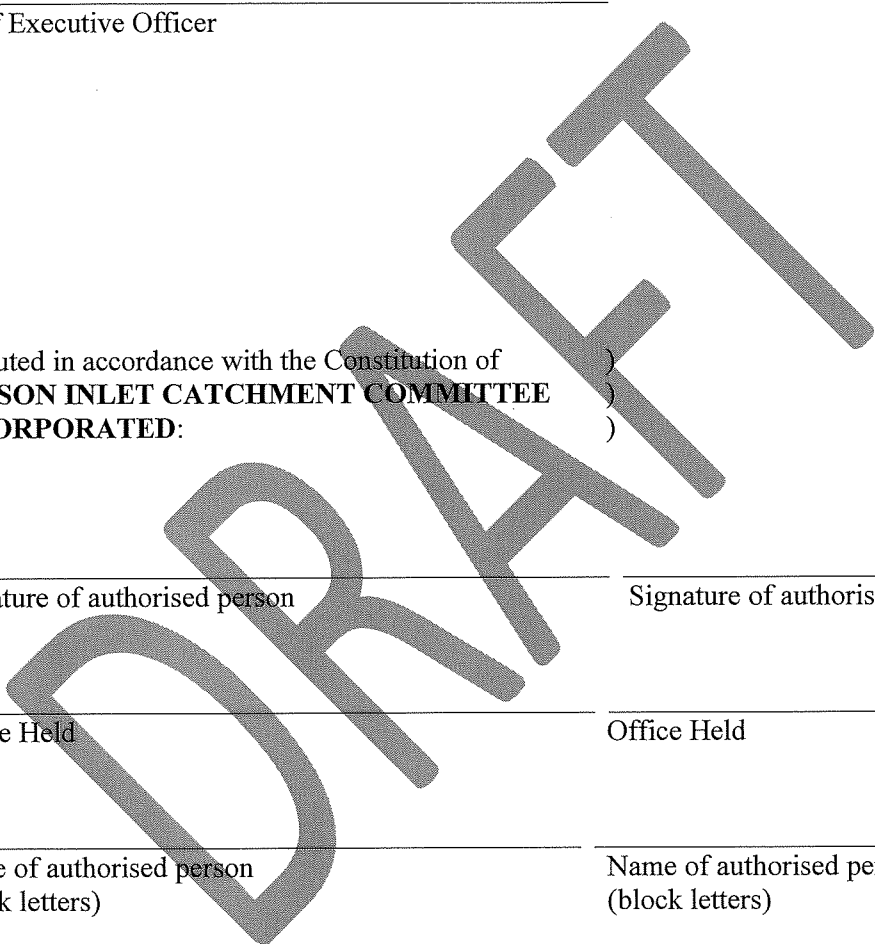 Executive Officer
uted in accordance with the Constitution of )
SON INLET CATCHMENT COMMITTEE )
ORPORATED: )
ature of authorised person Signature of authoris
e Held Office Held
e of authorised person Name of authorised per
k letters) (block letters)
DRAFT